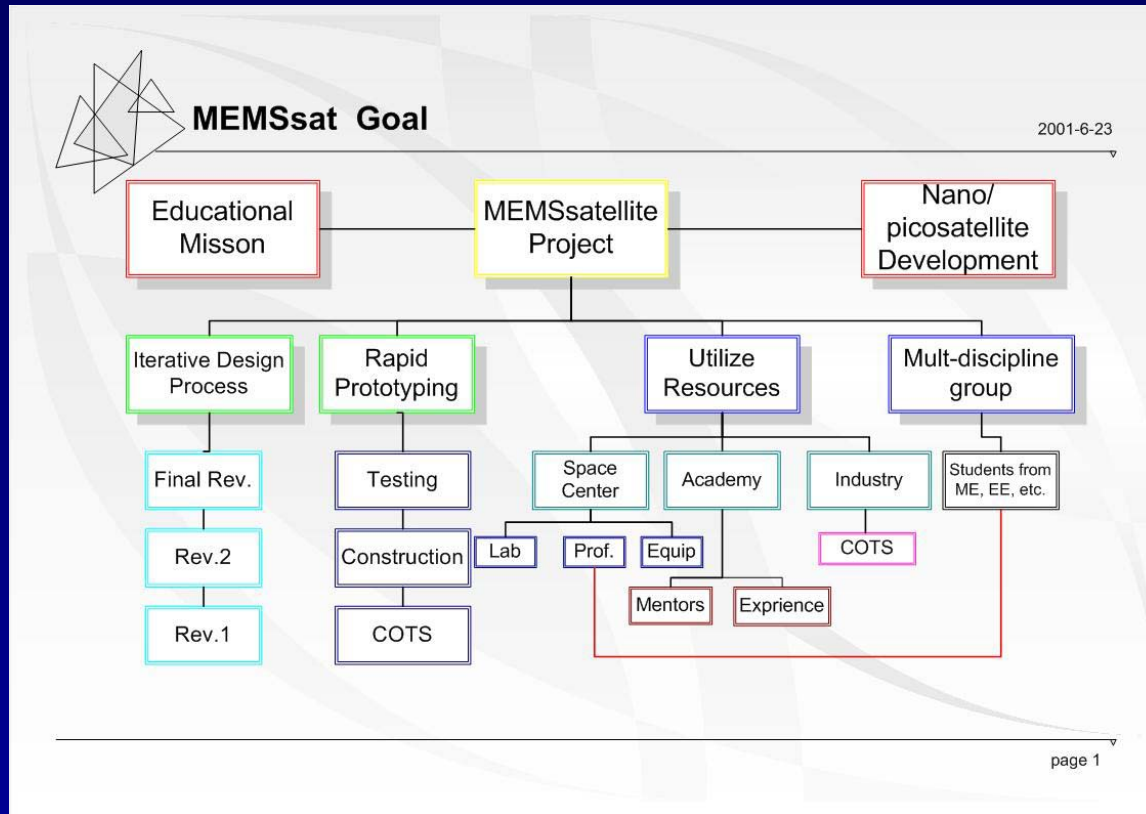 MEMSsat Goal
2001-6-23
Educational
Misson
MEMSsatellite
Project
Nano/
picosatellite
Development
Iterative Design
Process
Rapid
Prototyping
Utilize
Resources
Mult-discipline
group
Final Rev.
Testing
Space
Center
Academy
Industry
Students from
ME, EE, etc.
Rev.2
Construction
Lab
Prof.
Equip
COTS
Mentors
Exprience
Rev.1
COTS
page 1